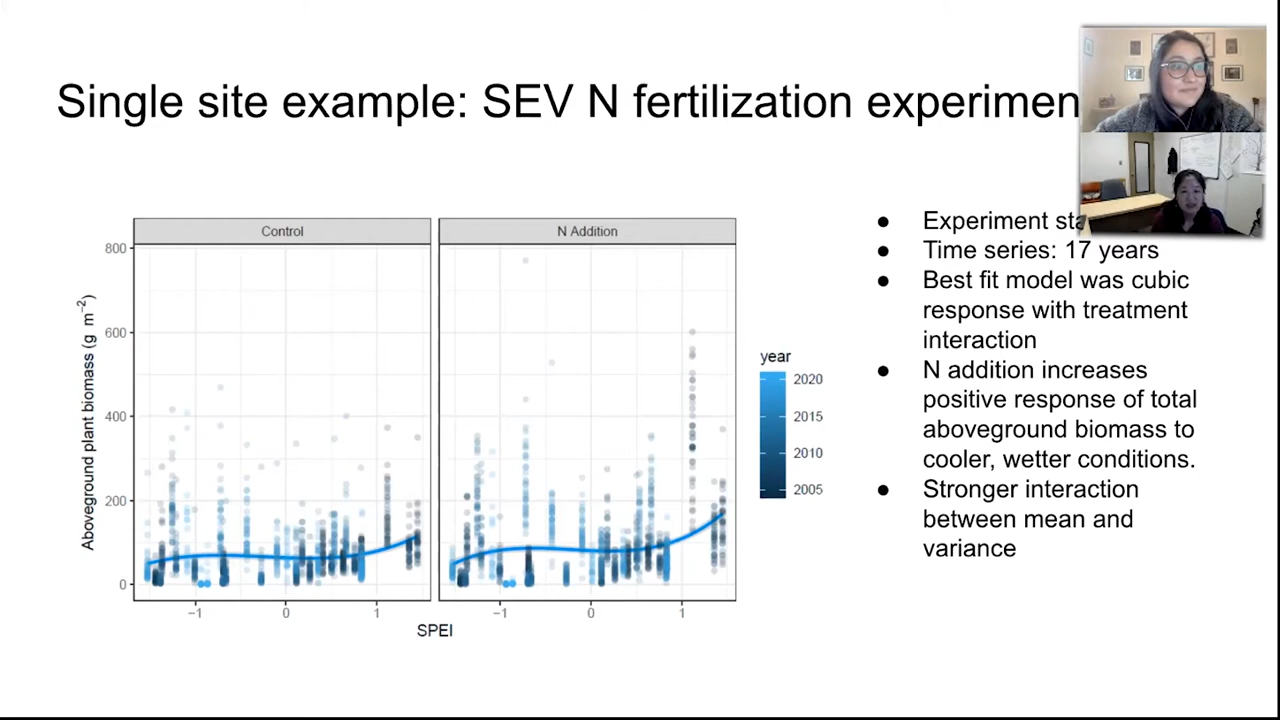 Single site example: SEV N fertilization experimen
Control
N Addition
Aboveground plant biomass (g m⁻²)
800
600
400
200
0
−1
0
1
−1
0
1
SPEI
year
2020
2015
2010
2005
● Experiment sta
● Time series: 17 years
● Best fit model was cubic
response with treatment
interaction
● N addition increases
positive response of total
aboveground biomass to
cooler, wetter conditions.
● Stronger interaction
between mean and
variance